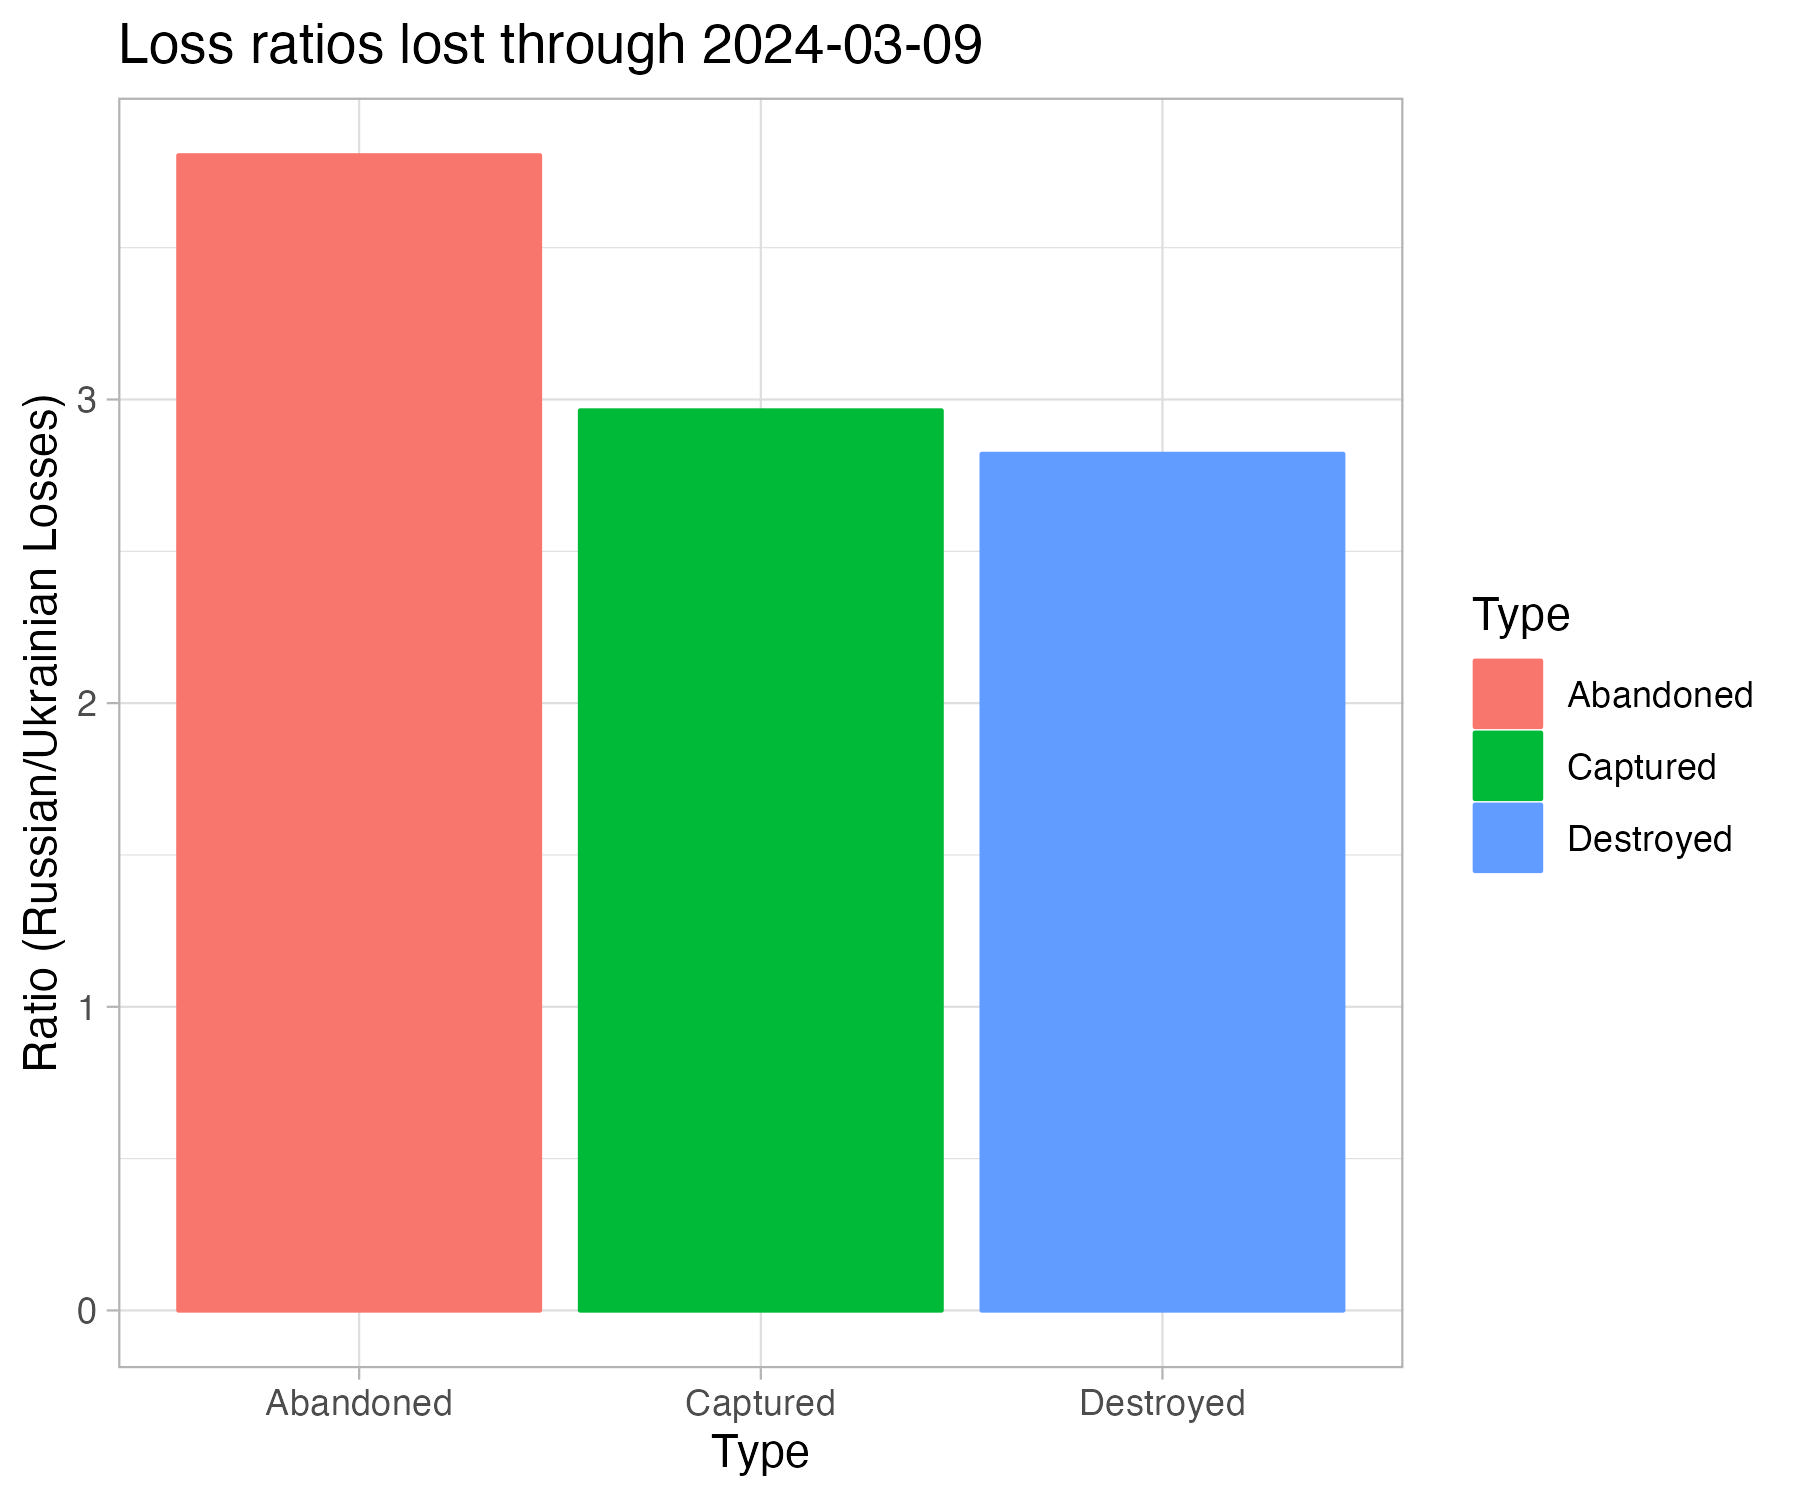 Loss ratios lost through 2024-03-09
Ratio (Russian/Ukrainian Losses)
3
2
1
0
Abandoned
Captured
Destroyed
Type
Type
Abandoned
Captured
Destroyed